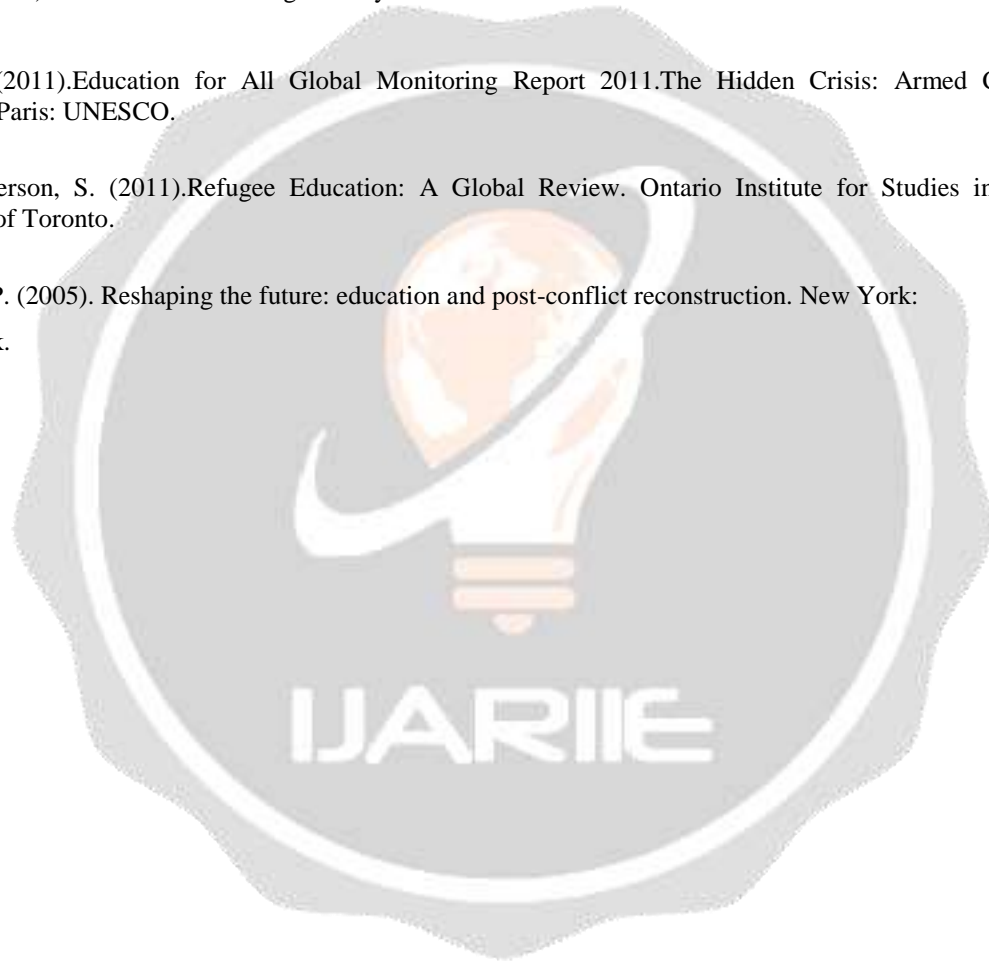 (2011).Education for All Global Monitoring Report 2011.The Hidden Crisis: Armed
Paris: UNESCO.
erson, S. (2011).Refugee Education: A Global Review. Ontario Institute for Studies in
of Toronto.
P. (2005). Reshaping the future: education and post-conflict reconstruction. New York:
k.
IJARIIE